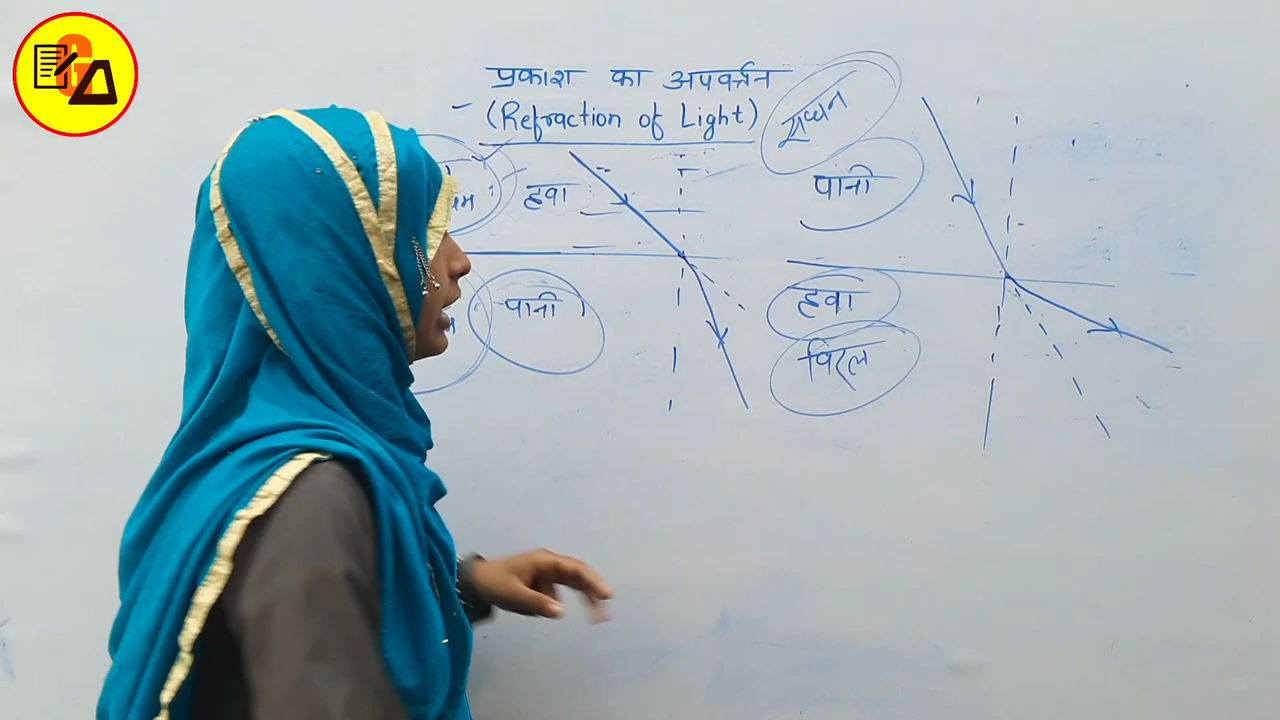 प्रकाश का अपवर्त्तन
(Refraction of Light)
हवा
पानी
सघन
पानी
हवा
विरल